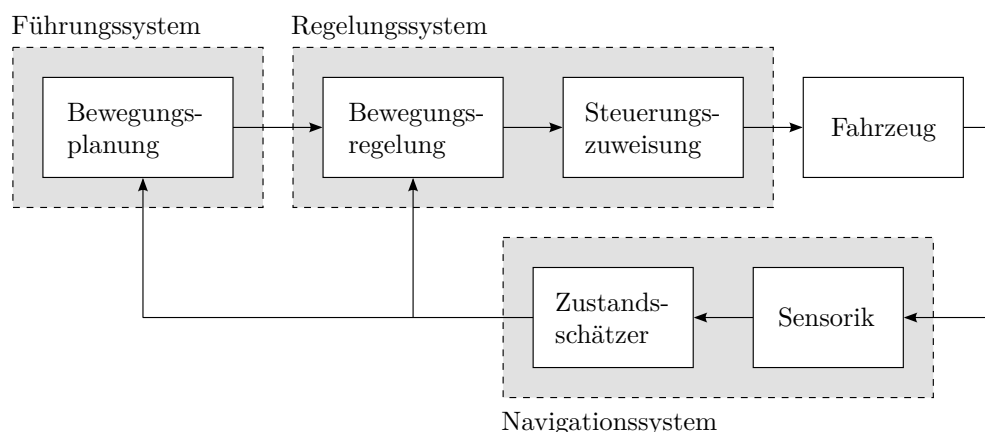 Führungssystem
Regelungssystem
Bewegungs-
planung
Bewegungs-
regelung
Steuerungs-
zuweisung
Fahrzeug
Zustands-
schätzer
Sensorik
Navigationssystem